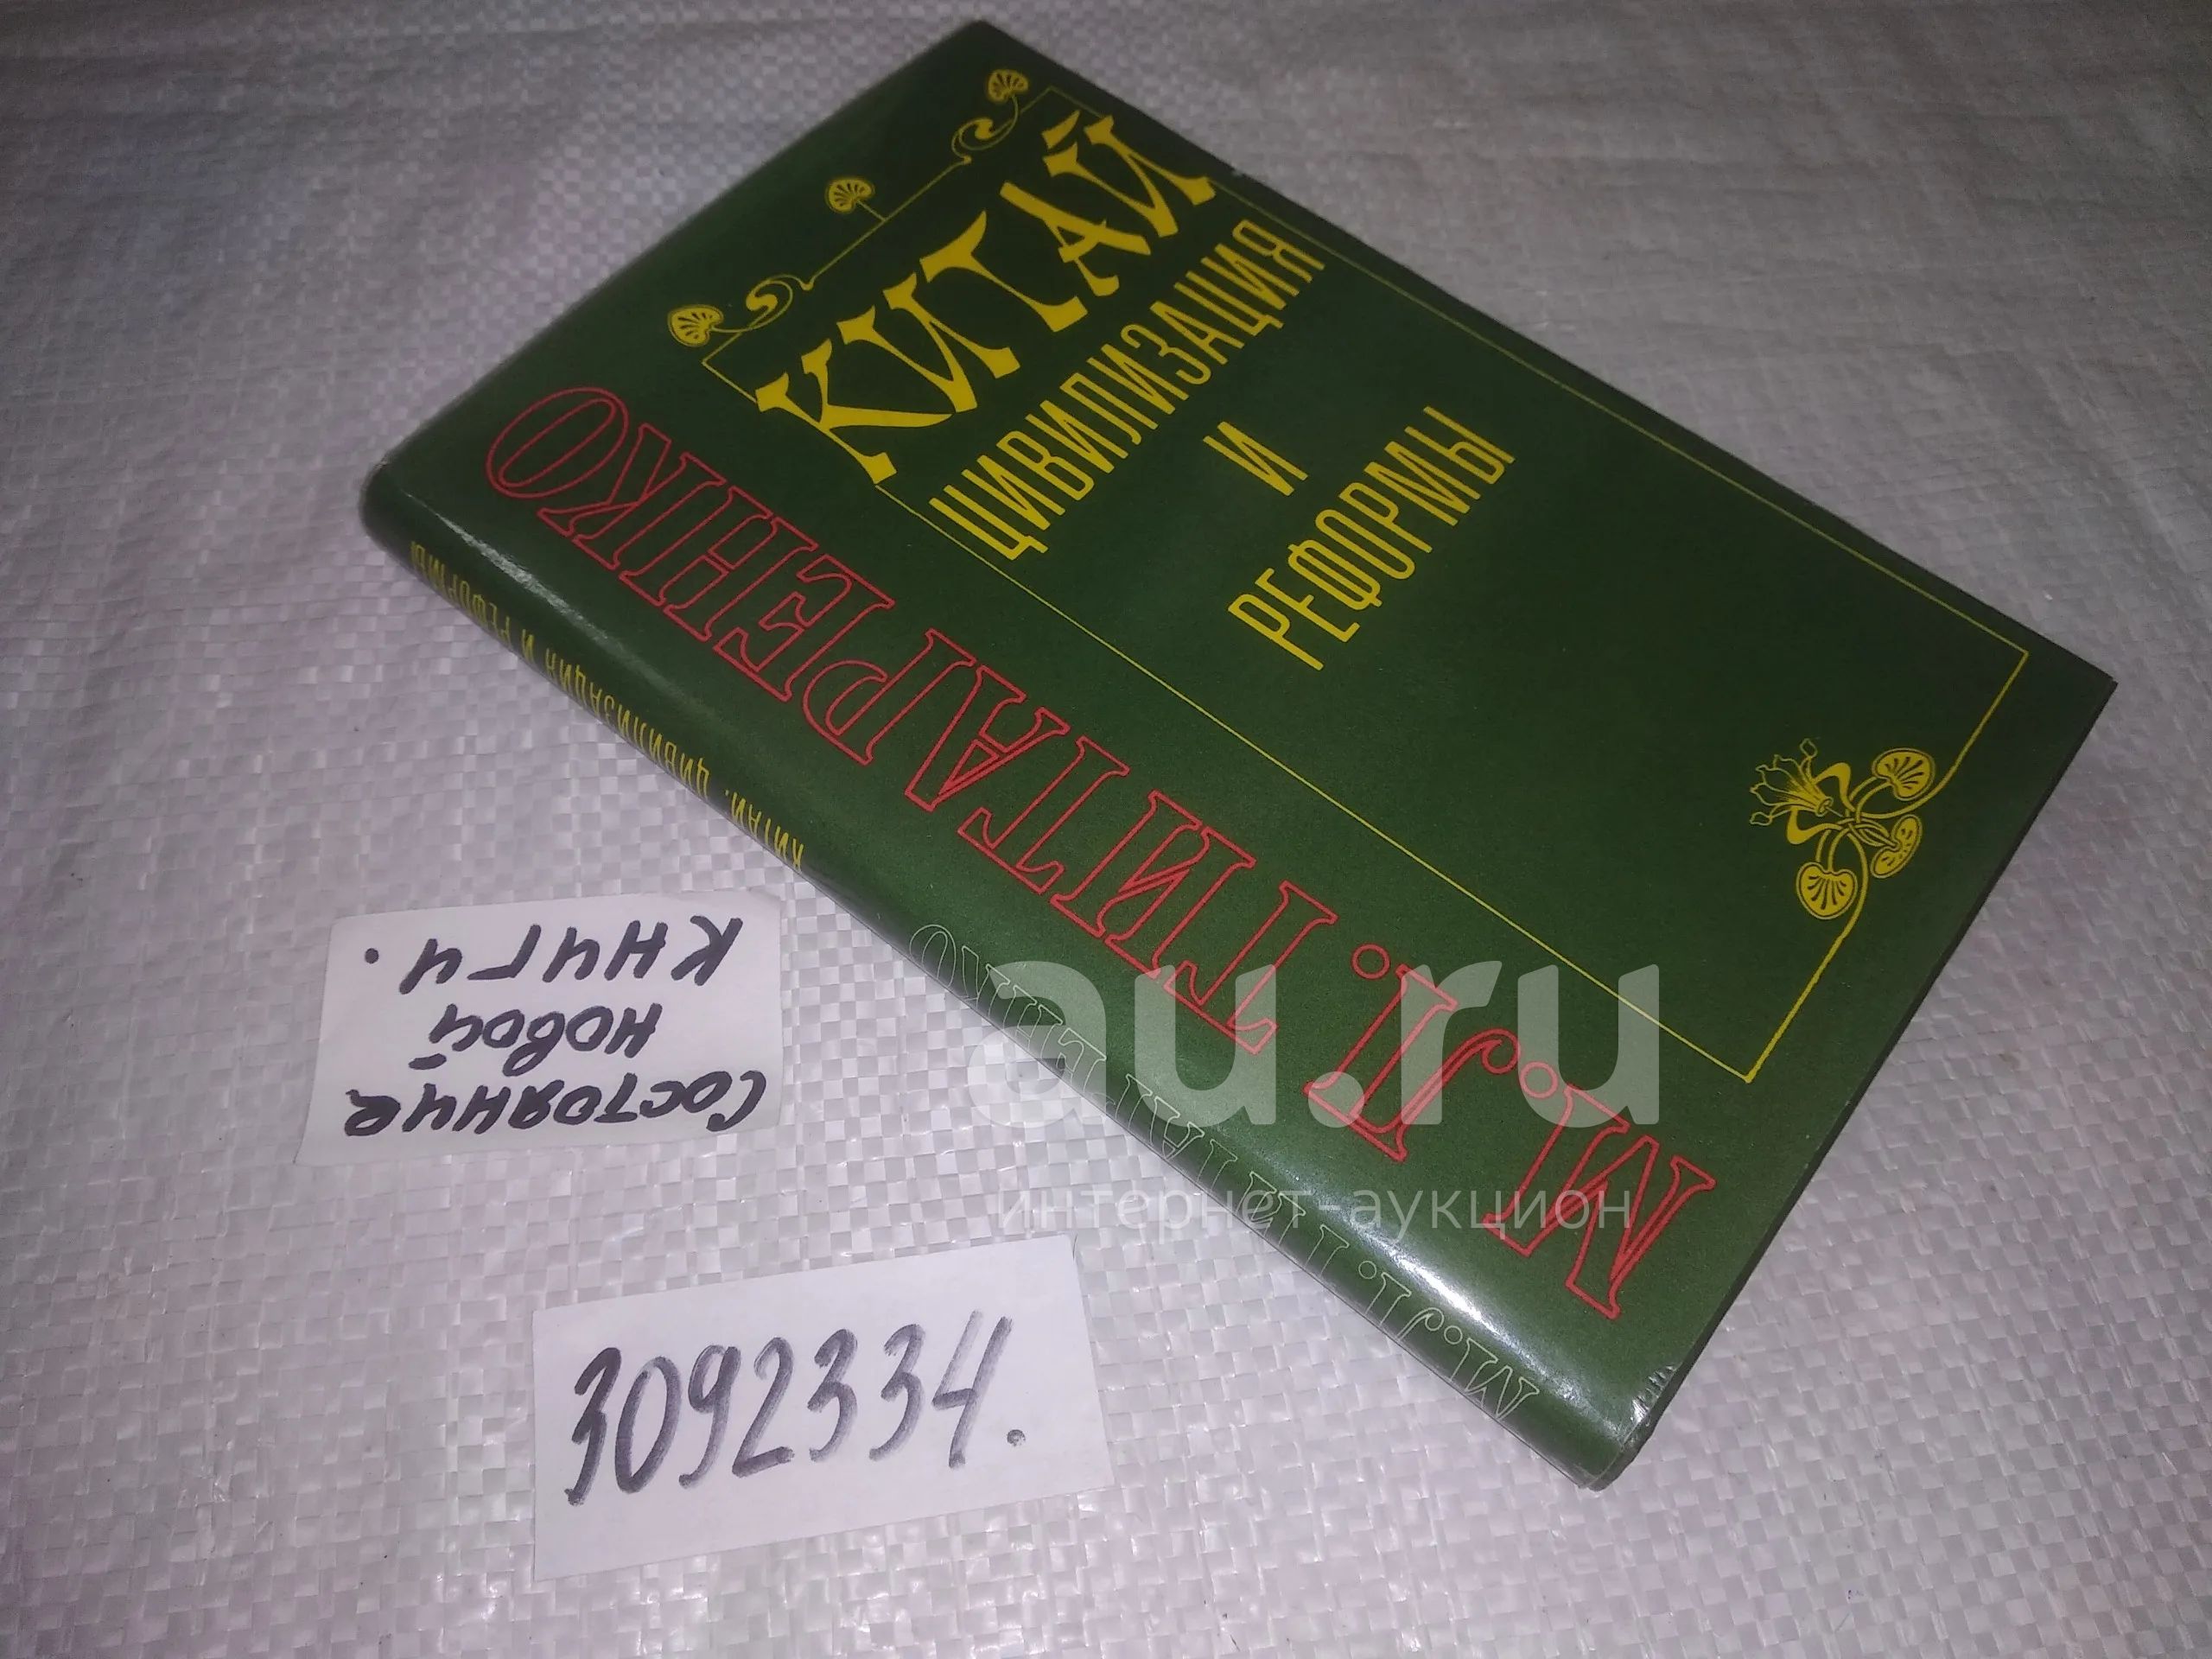 КИТАЙ
ЦИВИЛИЗАЦИЯ
И
РЕФОРМЫ
М. Л. ТИТАРЕНКО
М. Л. ТИТАРЕНКО
КИТАЙ: ЦИВИЛИЗАЦИЯ И РЕФОРМЫ
Состояние
новой
книги.
3092334.
au.ru
интернет-аукцион